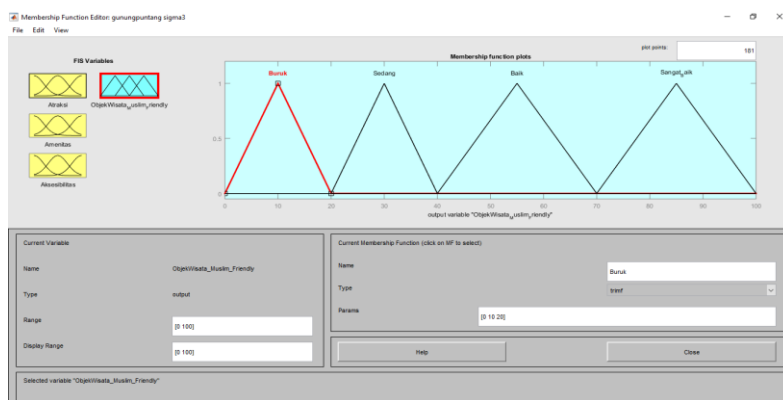 Membership Function Editor: gunungpuntang sigma3
File Edit View
FIS Variables
Atraksi
ObjekWisata_Muslim_Friendly
Amenitas
Aksesibilitas
plot points:
181
Membership function plots
Buruk
Sedang
Baik
Sangat_Baik
1
0.5
0
0 10 20 30 40 50 60 70 80 90 100
output variable "ObjekWisata_Muslim_Friendly"
Current Variable
Name
ObjekWisata_Muslim_Friendly
Type
output
Range
[0 100]
Display Range
[0 100]
Current Membership Function (click on MF to select)
Name
Buruk
Type
trimf
Params
[0 10 20]
Help
Close
Selected variable "ObjekWisata_Muslim_Friendly"